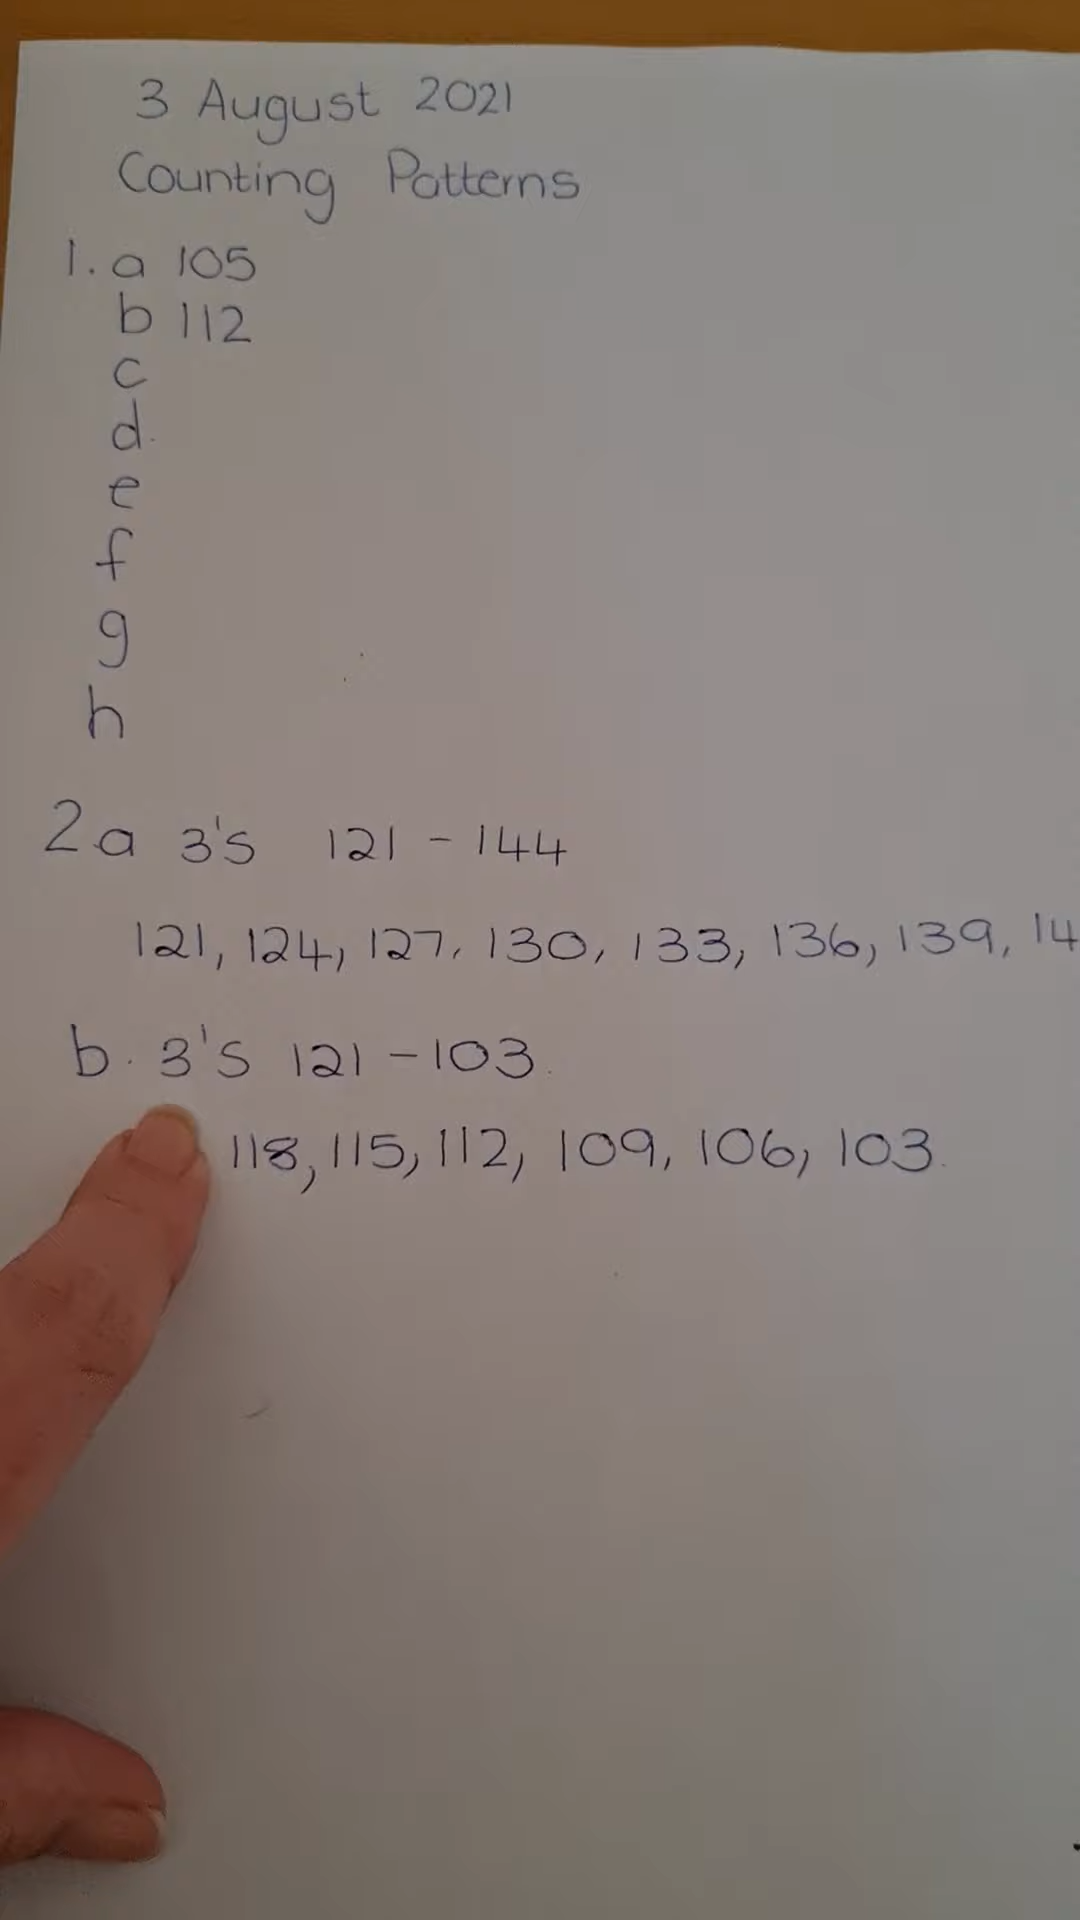 3 August 2021
Counting Patterns
1. a 105
b 112
c
d.
e
f
g
h
2a 3's 121 - 144
121, 124, 127, 130, 133, 136, 139, 14
b. 3's 121 - 103.
118, 115, 112, 109, 106, 103.